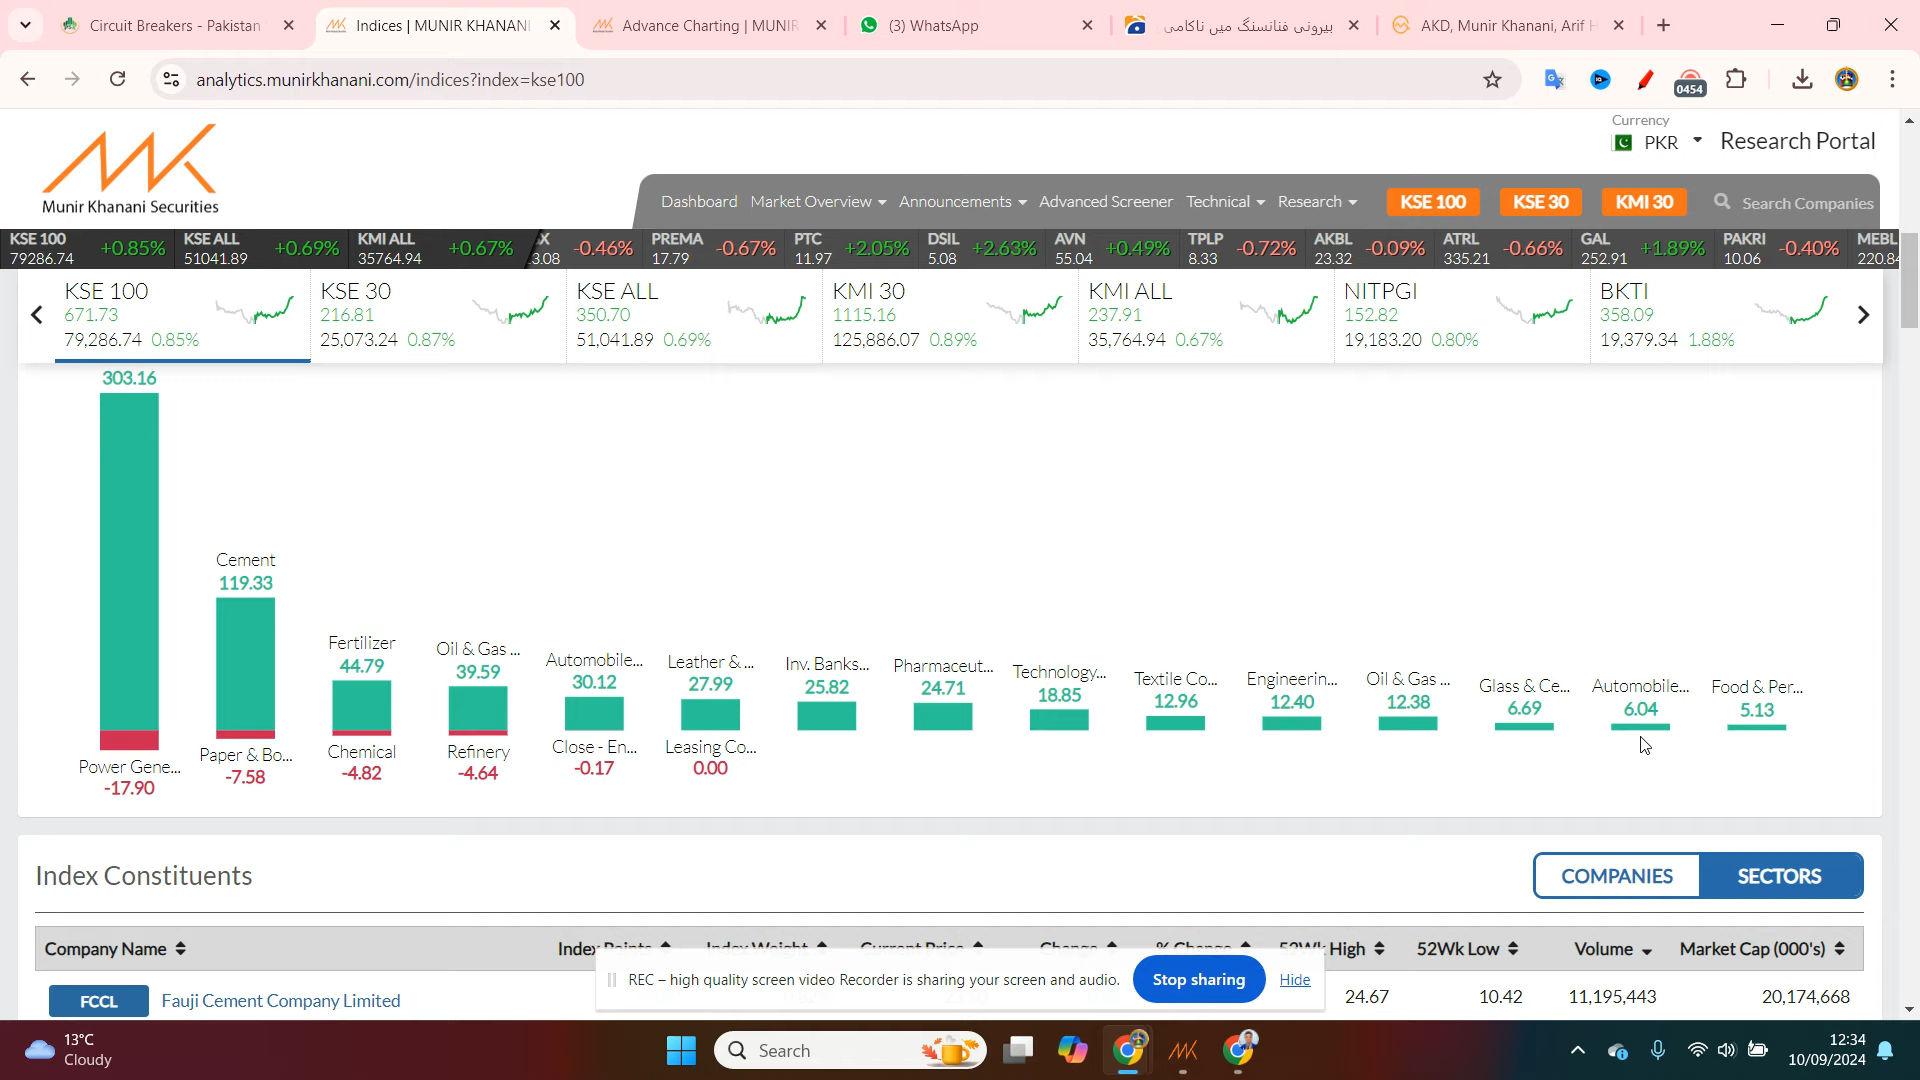 Circuit Breakers - Pakistan
Indices | MUNIR KHANANI
Advance Charting | MUNIR
(3) WhatsApp
بیرونی فنانسنگ میں ناکامی
AKD, Munir Khanani, Arif H
analytics.munirkhanani.com/indices?index=kse100
0454
Munir Khanani Securities
Currency
PKR
Research Portal
Dashboard Market Overview Announcements Advanced Screener Technical Research KSE 100 KSE 30 KMI 30 Search Companies
KSE 100 79286.74 +0.85% KSE ALL 51041.89 +0.69% KMI ALL 35764.94 +0.67% X 3.08 -0.46% PREMA 17.79 -0.67% PTC 11.97 +2.05% DSIL 5.08 +2.63% AVN 55.04 +0.49% TPLP 8.33 -0.72% AKBL 23.32 -0.09% ATRL 335.21 -0.66% GAL 252.91 +1.89% PAKRI 10.06 -0.40% MEBL 220.84
KSE 100
671.73
79,286.74 0.85%
KSE 30
216.81
25,073.24 0.87%
KSE ALL
350.70
51,041.89 0.69%
KMI 30
1115.16
125,886.07 0.89%
KMI ALL
237.91
35,764.94 0.67%
NITPGI
152.82
19,183.20 0.80%
BKTI
358.09
19,379.34 1.88%
303.16
Cement
119.33
Fertilizer
44.79
Oil & Gas ...
39.59
Automobile...
30.12
Leather & ...
27.99
Inv. Banks...
25.82
Pharmaceut...
24.71
Technology...
18.85
Textile Co...
12.96
Engineerin...
12.40
Oil & Gas ...
12.38
Glass & Ce...
6.69
Automobile...
6.04
Food & Per...
5.13
Power Gene...
-17.90
Paper & Bo...
-7.58
Chemical
-4.82
Refinery
-4.64
Close - En...
-0.17
Leasing Co...
0.00
Index Constituents
COMPANIES SECTORS
Company Name Index Points Index Weight Current Price Change % Change 52Wk High 52Wk Low Volume Market Cap (000's)
REC – high quality screen video Recorder is sharing your screen and audio. Stop sharing Hide
FCCL Fauji Cement Company Limited 24.67 10.42 11,195,443 20,174,668
13°C
Cloudy
Search
12:34
10/09/2024